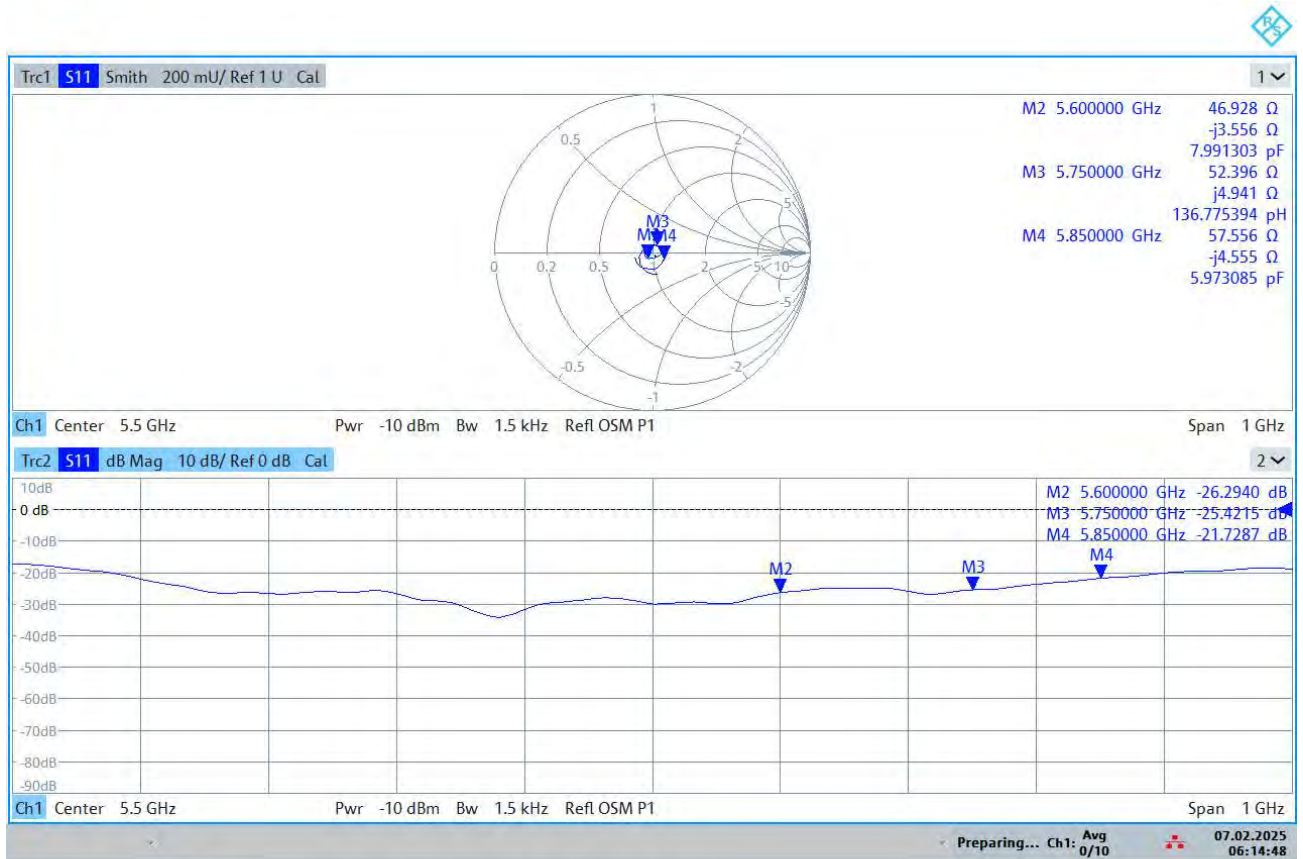 R&S
Trc1 S11 Smith 200 mU/ Ref 1 U Cal
1
M2 5.600000 GHz 46.928 Ω
-j3.556 Ω
7.991303 pF
M3 5.750000 GHz 52.396 Ω
j4.941 Ω
136.775394 pH
M4 5.850000 GHz 57.556 Ω
-j4.555 Ω
5.973085 pF
1
0.5
2
5
M3
M4
0 0.2 0.5 1 2 5 10
-5
-0.5
-2
-1
Ch1 Center 5.5 GHz Pwr -10 dBm Bw 1.5 kHz Refl OSM P1 Span 1 GHz
Trc2 S11 dB Mag 10 dB/ Ref 0 dB Cal
2
10dB
0 dB
-10dB
-20dB
-30dB
-40dB
-50dB
-60dB
-70dB
-80dB
-90dB
M2 5.600000 GHz -26.2940 dB
M3 5.750000 GHz -25.4215 dB
M4 5.850000 GHz -21.7287 dB
M2 M3 M4
Ch1 Center 5.5 GHz Pwr -10 dBm Bw 1.5 kHz Refl OSM P1 Span 1 GHz
Preparing... Ch1: Avg 0/10
07.02.2025
06:14:48